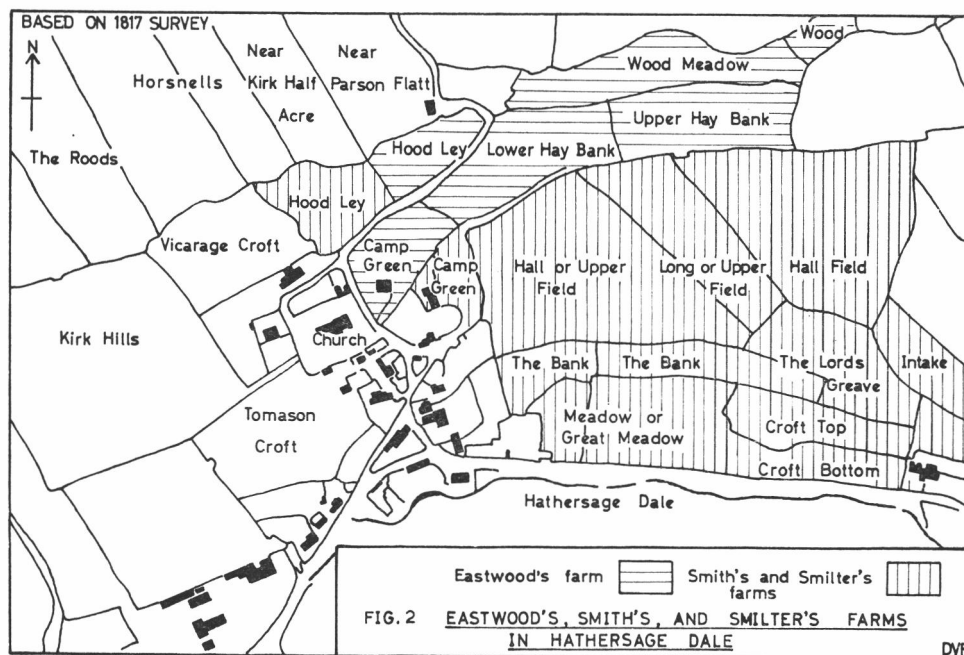 BASED ON 1817 SURVEY
N
Wood
Near
Near
Wood Meadow
Horsnells
Kirk Half
Parson Flatt
Acre
Upper Hay Bank
Hood Ley
Lower Hay Bank
The Roods
Hood Ley
Vicarage Croft
Camp
Green
Camp
Green
Hall or Upper
Field
Long or Upper
Field
Hall Field
Kirk Hills
Church
The Bank
The Bank
The Lords
Greave
Intake
Tomason
Croft
Meadow or
Great Meadow
Croft Top
Croft Bottom
Hathersage Dale
Eastwood's farm
Smith's and Smilter's
farms
FIG. 2 EASTWOOD'S, SMITH'S, AND SMILTER'S FARMS
IN HATHERSAGE DALE